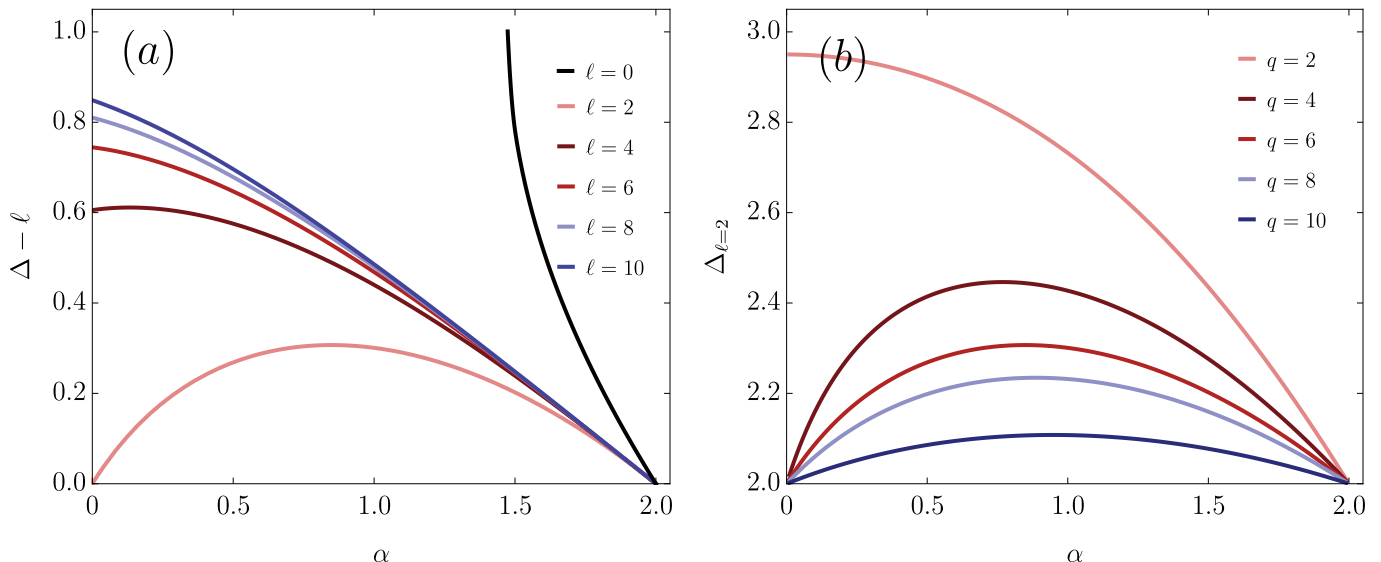 (a)
1.0
0.8
0.6
0.4
0.2
0.0
Δ − ℓ
0 0.5 1.0 1.5 2.0
α
ℓ = 0
ℓ = 2
ℓ = 4
ℓ = 6
ℓ = 8
ℓ = 10
(b)
3.0
2.8
2.6
2.4
2.2
2.0
Δℓ=2
0 0.5 1.0 1.5 2.0
α
q = 2
q = 4
q = 6
q = 8
q = 10